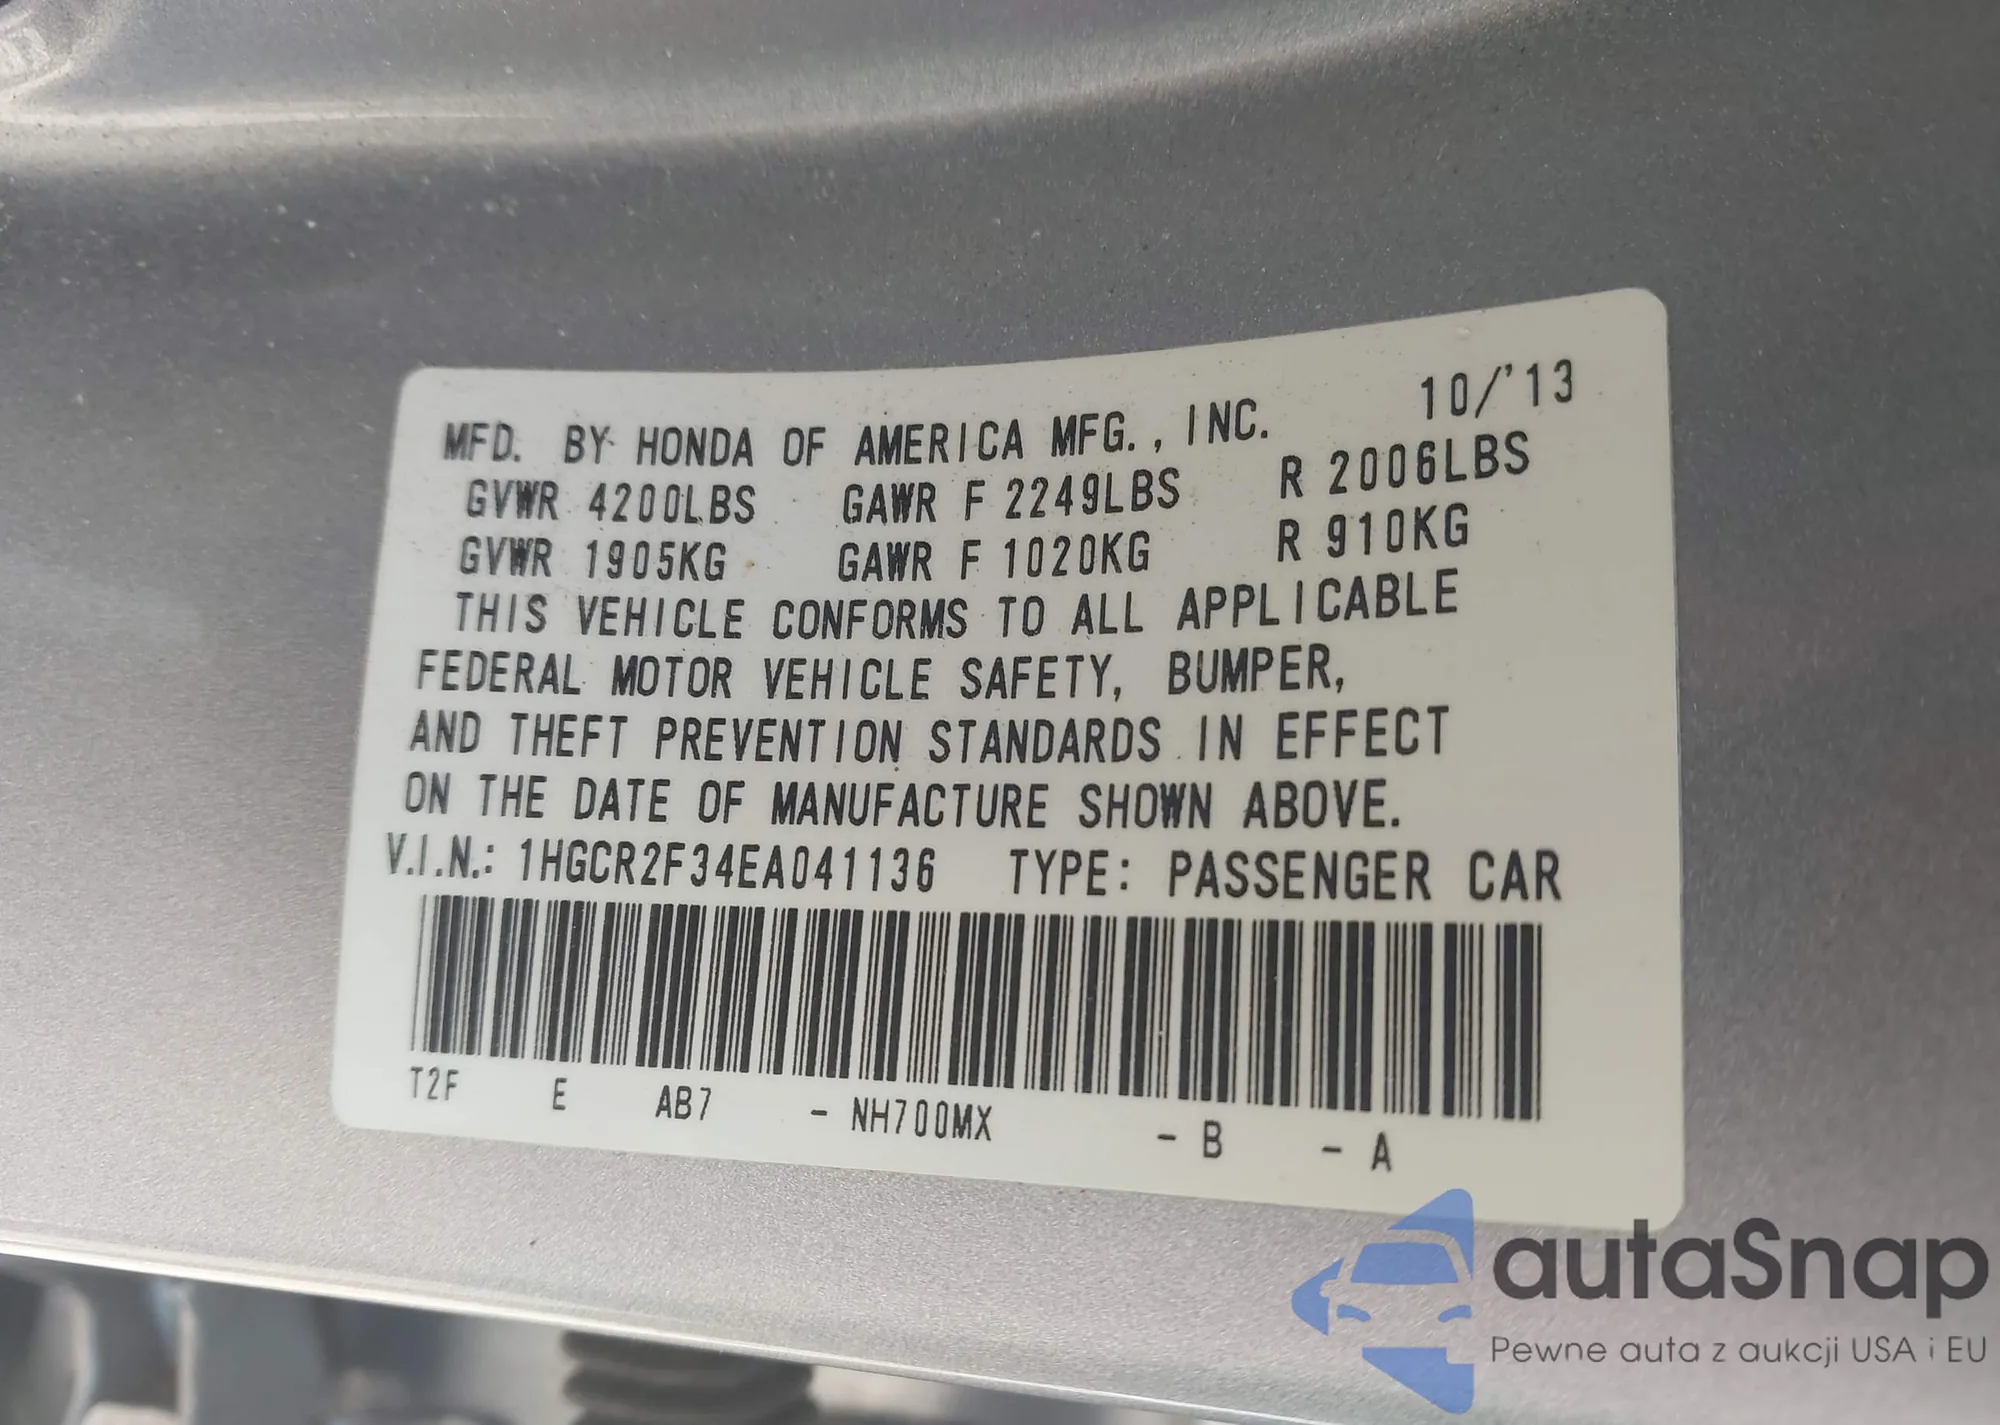 MFD. BY HONDA OF AMERICA MFG., INC. 10/'13
GVWR 4200LBS GAWR F 2249LBS R 2006LBS
GVWR 1905KG GAWR F 1020KG R 910KG
THIS VEHICLE CONFORMS TO ALL APPLICABLE
FEDERAL MOTOR VEHICLE SAFETY, BUMPER,
AND THEFT PREVENTION STANDARDS IN EFFECT
ON THE DATE OF MANUFACTURE SHOWN ABOVE.
V.I.N.: 1HGCR2F34EA041136 TYPE: PASSENGER CAR
T2F E AB7 - NH700MX - B - A
autaSnap
Pewne auta z aukcji USA i EU